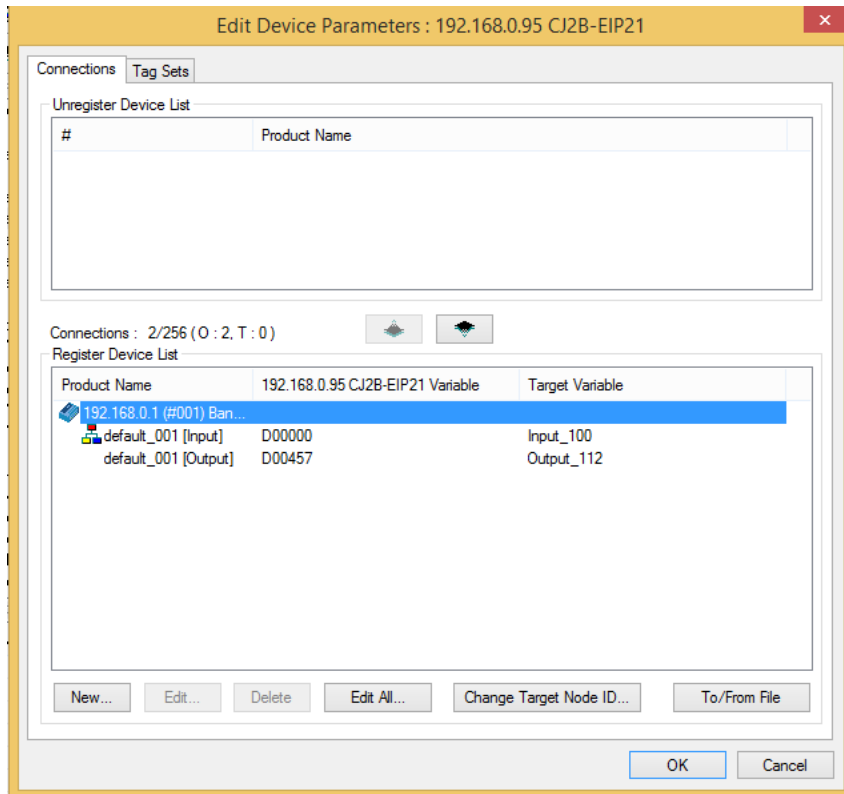 Edit Device Parameters : 192.168.0.95 CJ2B-EIP21
Connections Tag Sets
Unregister Device List
# Product Name
Connections : 2/256 ( O : 2, T : 0 )
Register Device List
Product Name 192.168.0.95 CJ2B-EIP21 Variable Target Variable
192.168.0.1 (#001) Ban...
default_001 [Input] D00000 Input_100
default_001 [Output] D00457 Output_112
New... Edit... Delete Edit All... Change Target Node ID... To/From File
OK Cancel